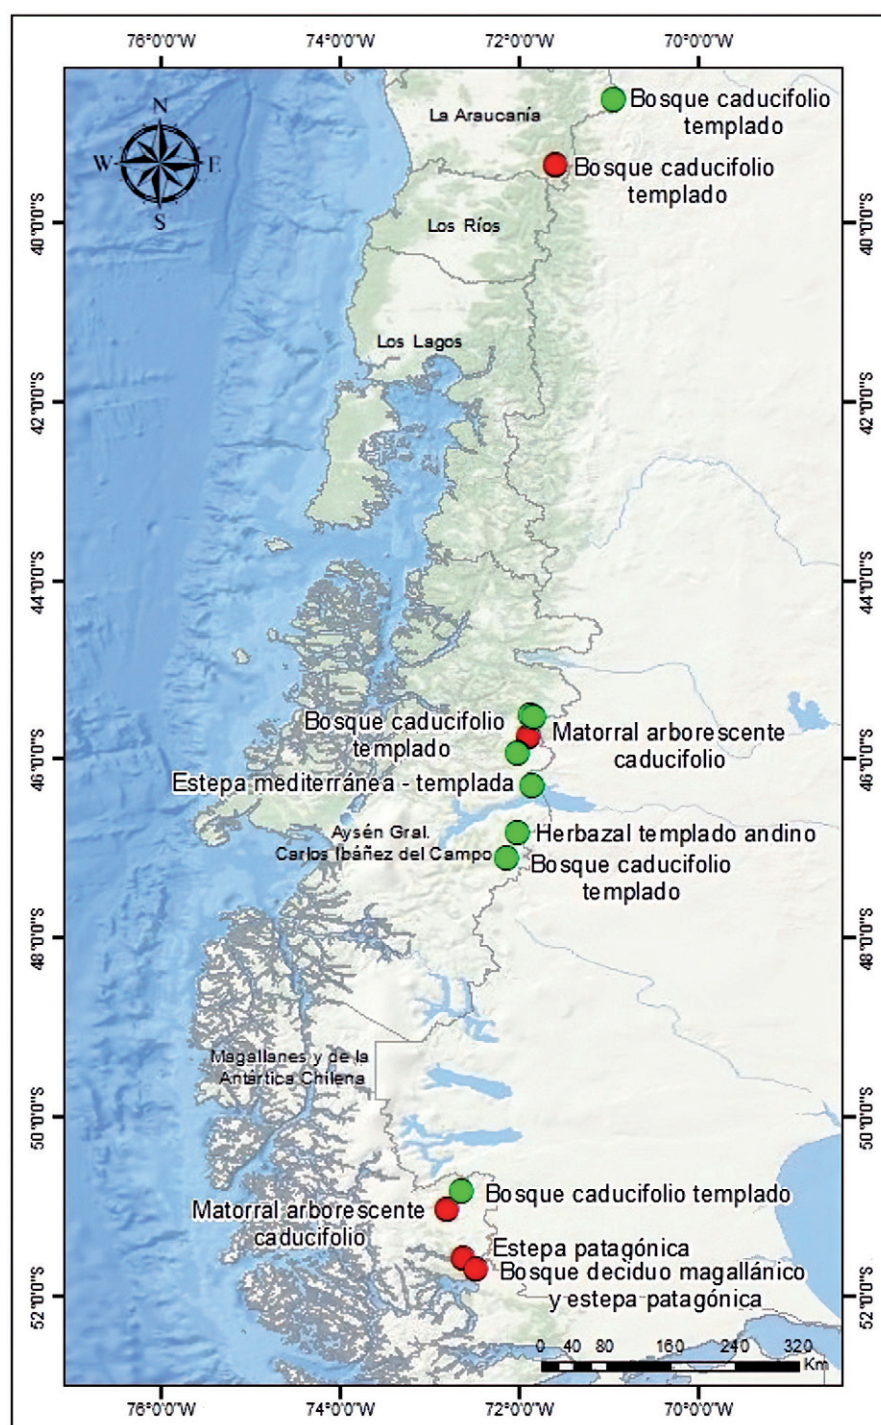 76°0'0"W 74°0'0"W 72°0'0"W 70°0'0"W
N
W E
S
La Araucanía
Bosque caducifolio
templado
Bosque caducifolio
templado
40°0'0"S 40°0'0"S
Los Ríos
Los Lagos
42°0'0"S 42°0'0"S
44°0'0"S 44°0'0"S
Bosque caducifolio
templado
Matorral arborescente
caducifolio
46°0'0"S 46°0'0"S
Estepa mediterránea - templada
Aysén Gral.
Carlos Ibáñez del Campo
Herbazal templado andino
Bosque caducifolio
templado
48°0'0"S 48°0'0"S
Magallanes y de la
Antártica Chilena
50°0'0"S 50°0'0"S
Bosque caducifolio templado
Matorral arborescente
caducifolio
Estepa patagónica
Bosque deciduo magallánico
y estepa patagónica
52°0'0"S 52°0'0"S
0 40 80 160 240 320
Km
76°0'0"W 74°0'0"W 72°0'0"W 70°0'0"W